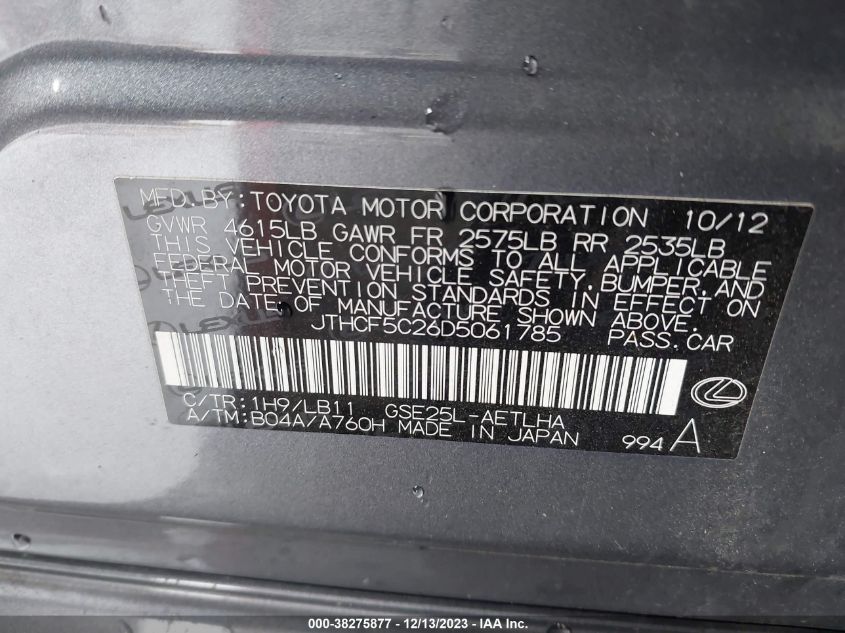 MFD.BY:TOYOTA MOTOR CORPORATION 10/12
GVWR 4615LB GAWR FR 2575LB RR 2535LB
THIS VEHICLE CONFORMS TO ALL APPLICABLE
FEDERAL MOTOR VEHICLE SAFETY,BUMPER,AND
THEFT PREVENTION STANDARDS IN EFFECT ON
THE DATE OF MANUFACTURE SHOWN ABOVE.
JTHCF5C26D5061785 PASS.CAR
C/TR:1H9/LB11 GSE25L-AETLHA
A/TM:B04A/A760H MADE IN JAPAN 994 A
000-38275877 - 12/13/2023 - IAAI.com